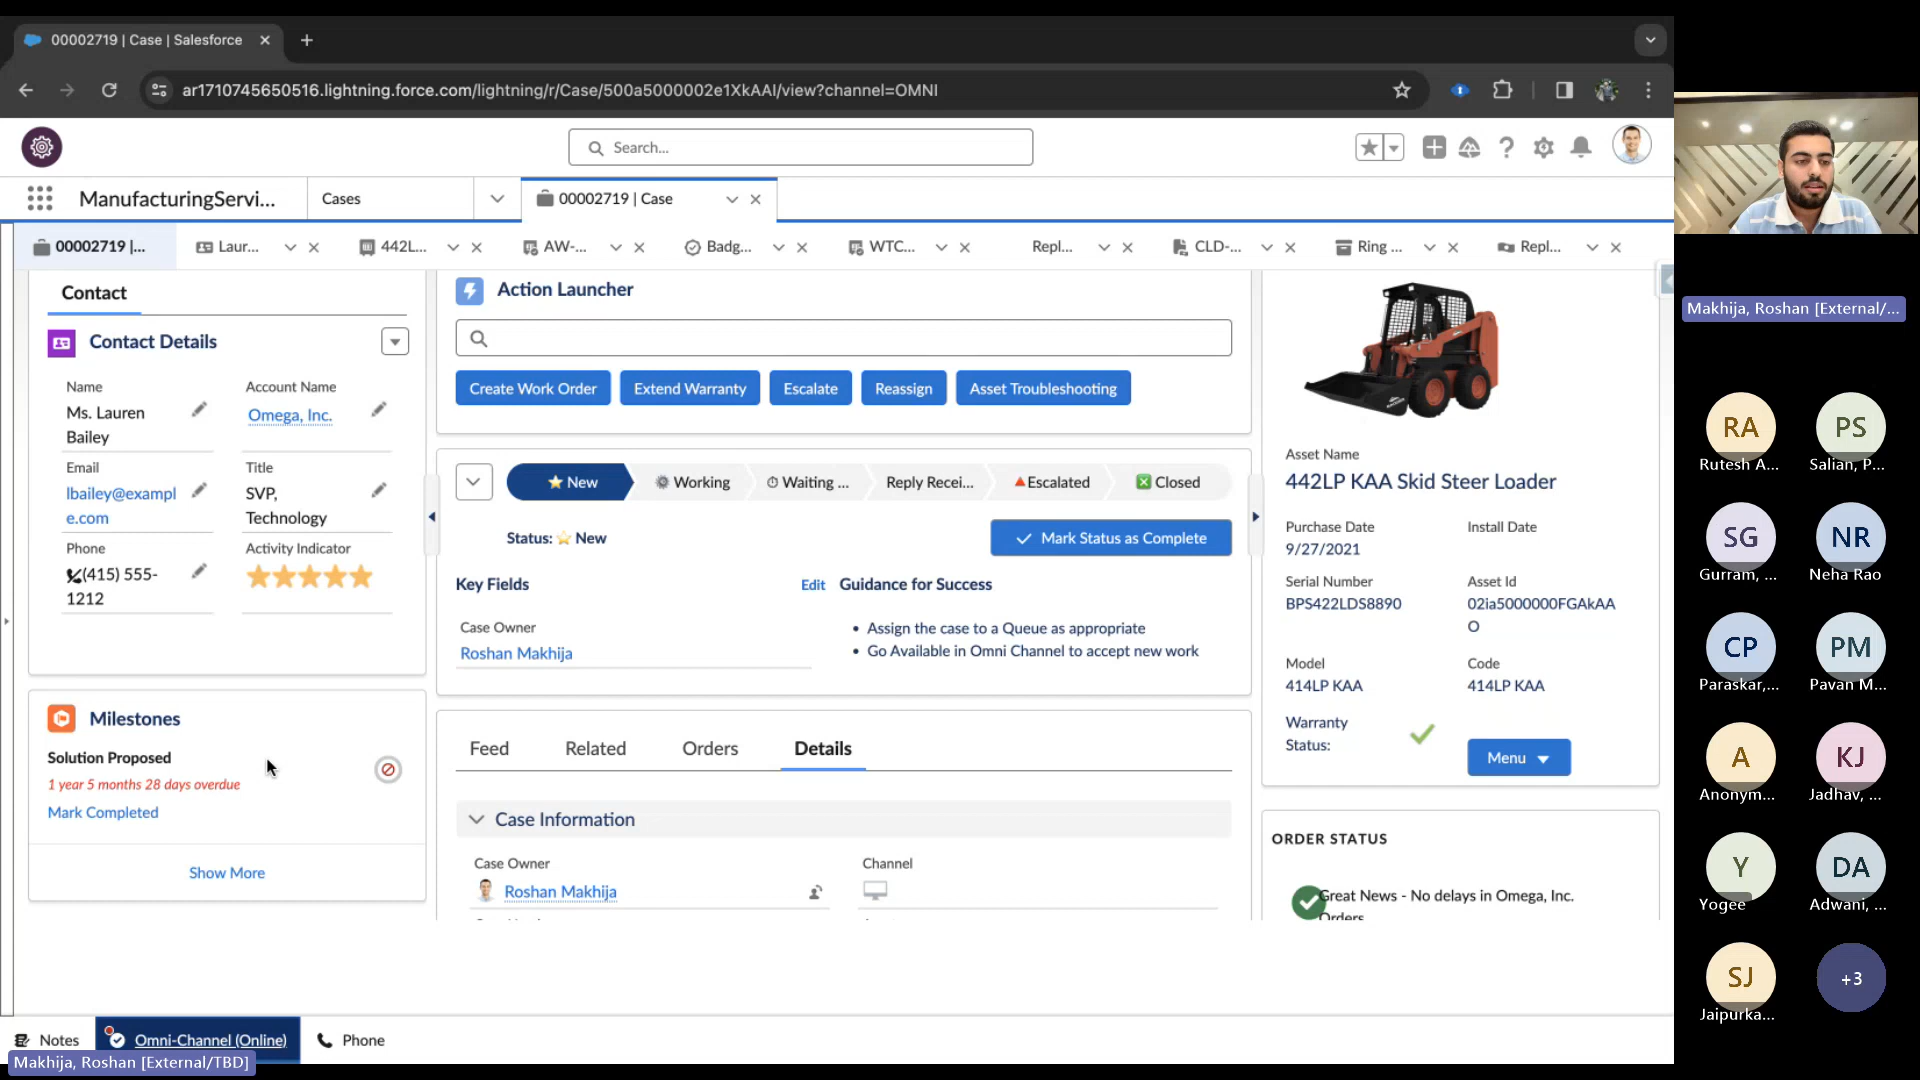 00002719 | Case | Salesforce
ar1710745650516.lightning.force.com/lightning/r/Case/500a5000002e1XkAAI/view?channel=OMNI
Search...
ManufacturingServi...
Cases
00002719 | Case
00002719 |...
Laur...
442L...
AW-...
Badg...
WTC...
Repl...
CLD-...
Ring ...
Repl...
Contact
Contact Details
Name
Ms. Lauren
Bailey
Account Name
Omega, Inc.
Email
lbailey@exampl
e.com
Title
SVP,
Technology
Phone
(415) 555-
1212
Activity Indicator
Milestones
Solution Proposed
1 year 5 months 28 days overdue
Mark Completed
Show More
Action Launcher
Create Work Order
Extend Warranty
Escalate
Reassign
Asset Troubleshooting
New
Working
Waiting ...
Reply Recei...
Escalated
Closed
Status: New
Mark Status as Complete
Key Fields
Edit
Guidance for Success
Case Owner
Roshan Makhija
• Assign the case to a Queue as appropriate
• Go Available in Omni Channel to accept new work
Feed
Related
Orders
Details
Case Information
Case Owner
Roshan Makhija
Channel
Asset Name
442LP KAA Skid Steer Loader
Purchase Date
9/27/2021
Install Date
Serial Number
BPS422LDS8890
Asset Id
02ia5000000FGAkAA
O
Model
414LP KAA
Code
414LP KAA
Warranty
Status:
Menu
ORDER STATUS
Great News - No delays in Omega, Inc.
Orders
Notes
Omni-Channel (Online)
Phone
Makhija, Roshan [External/TBD]
Makhija, Roshan [External/...
RA
Rutesh A...
PS
Salian, P...
SG
Gurram, ...
NR
Neha Rao
CP
Paraskar,...
PM
Pavan M...
A
Anonym...
KJ
Jadhav, ...
Y
Yogee
DA
Adwani, ...
SJ
Jaipurka...
+3